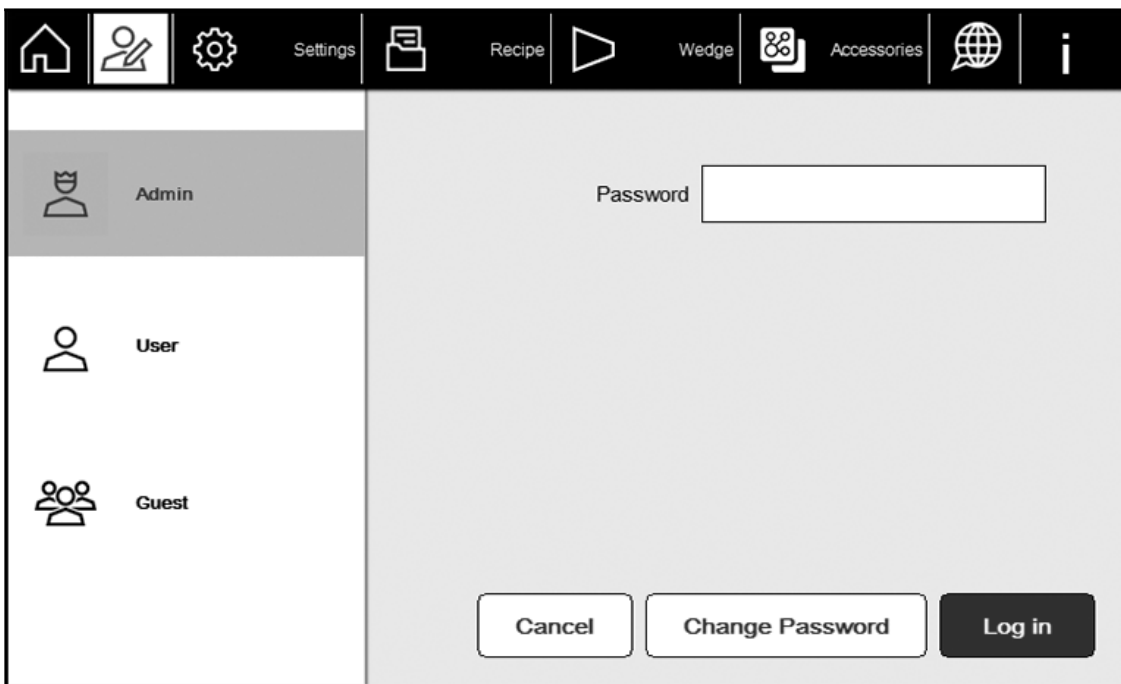 Settings Recipe Wedge Accessories i
Admin
Password
User
Guest
Cancel Change Password Log in